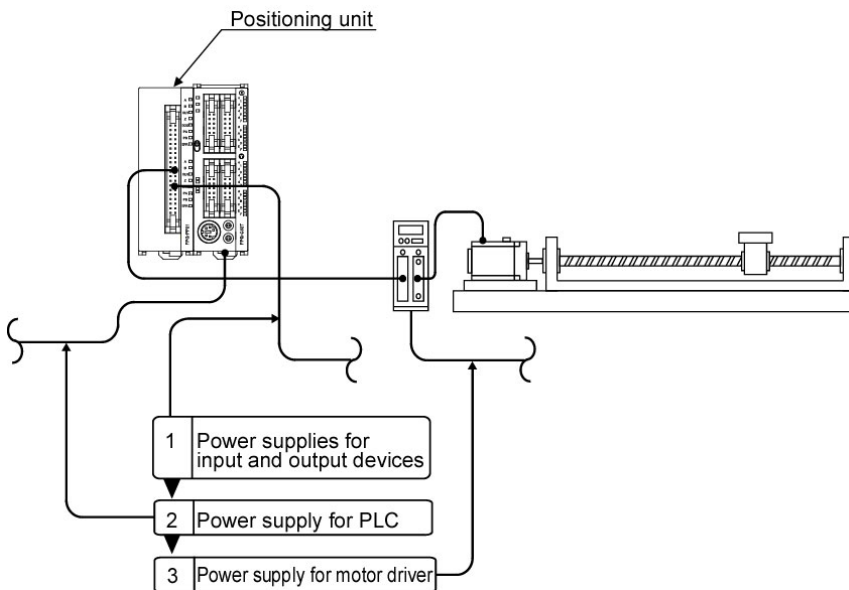 Positioning unit
1 Power supplies for
input and output devices
2 Power supply for PLC
3 Power supply for motor driver